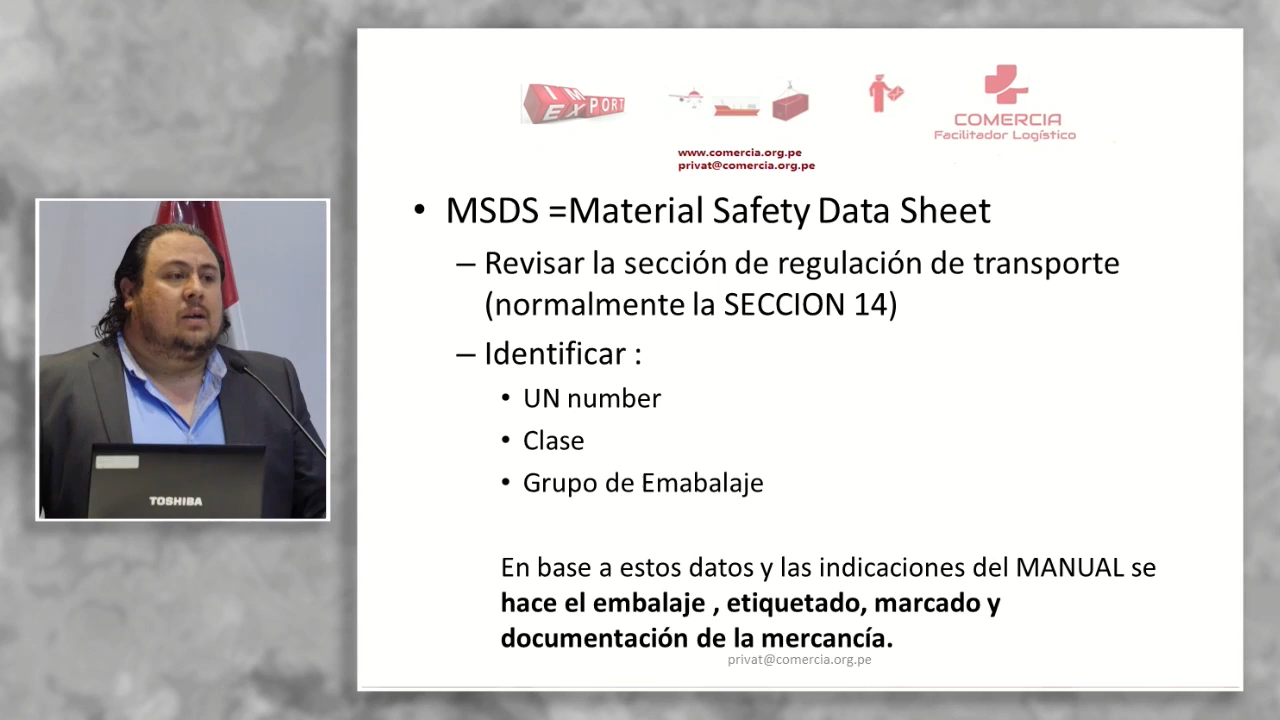 IM
EXPORT
COMERCIA
Facilitador Logístico
www.comercia.org.pe
privat@comercia.org.pe
• MSDS =Material Safety Data Sheet
– Revisar la sección de regulación de transporte
(normalmente la SECCION 14)
– Identificar :
• UN number
• Clase
• Grupo de Emabalaje
En base a estos datos y las indicaciones del MANUAL se
hace el embalaje , etiquetado, marcado y
documentación de la mercancía.
privat@comercia.org.pe
TOSHIBA